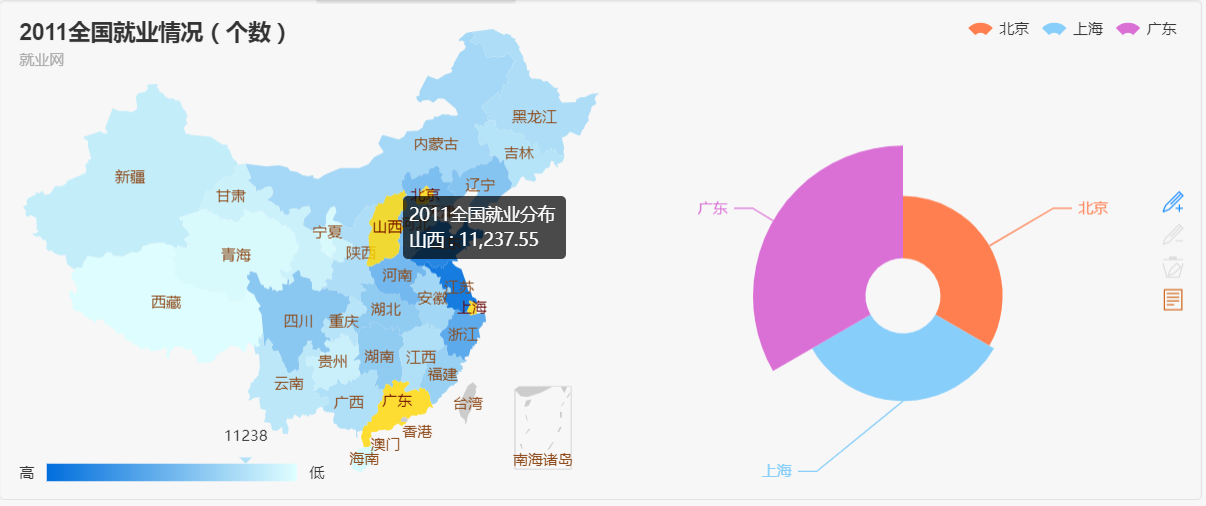 2011全国就业情况（个数）
就业网
北京
上海
广东
黑龙江
内蒙古
吉林
新疆
甘肃
辽宁
北京
2011全国就业分布
山西 : 11,237.55
山西
宁夏
陕西
青海
河南
江苏
西藏
安徽
上海
湖北
四川
重庆
浙江
湖南
江西
贵州
福建
云南
广西
广东
台湾
香港
澳门
海南
南海诸岛
11238
高
低
广东
北京
上海